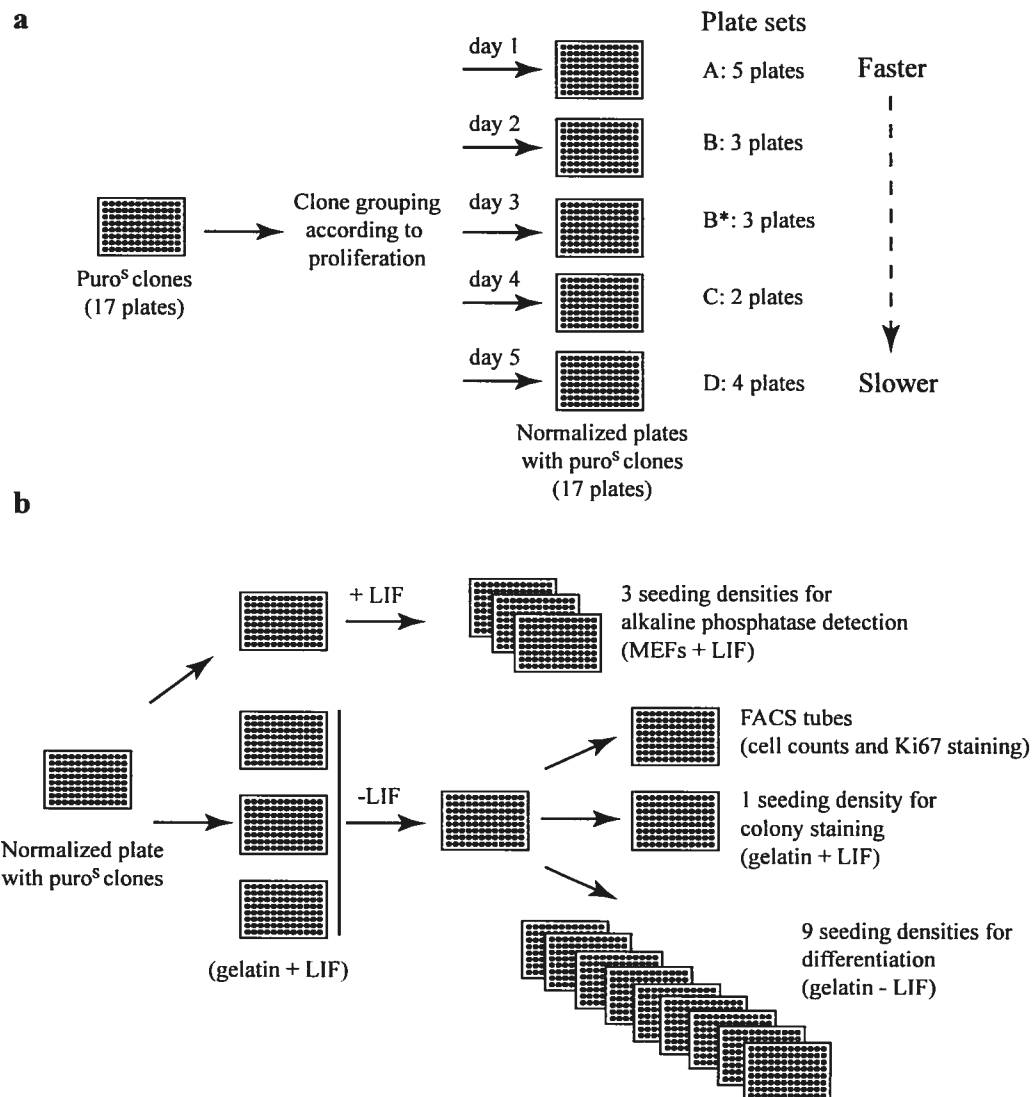 a
Plate sets
day 1
A: 5 plates
Faster
day 2
B: 3 plates
Clone grouping
according to
proliferation
day 3
B*: 3 plates
Puroˢ clones
(17 plates)
day 4
C: 2 plates
day 5
D: 4 plates
Slower
Normalized plates
with puroˢ clones
(17 plates)
b
+ LIF
3 seeding densities for
alkaline phosphatase detection
(MEFs + LIF)
FACS tubes
(cell counts and Ki67 staining)
-LIF
1 seeding density for
colony staining
(gelatin + LIF)
Normalized plate
with puroˢ clones
(gelatin + LIF)
9 seeding densities for
differentiation
(gelatin - LIF)